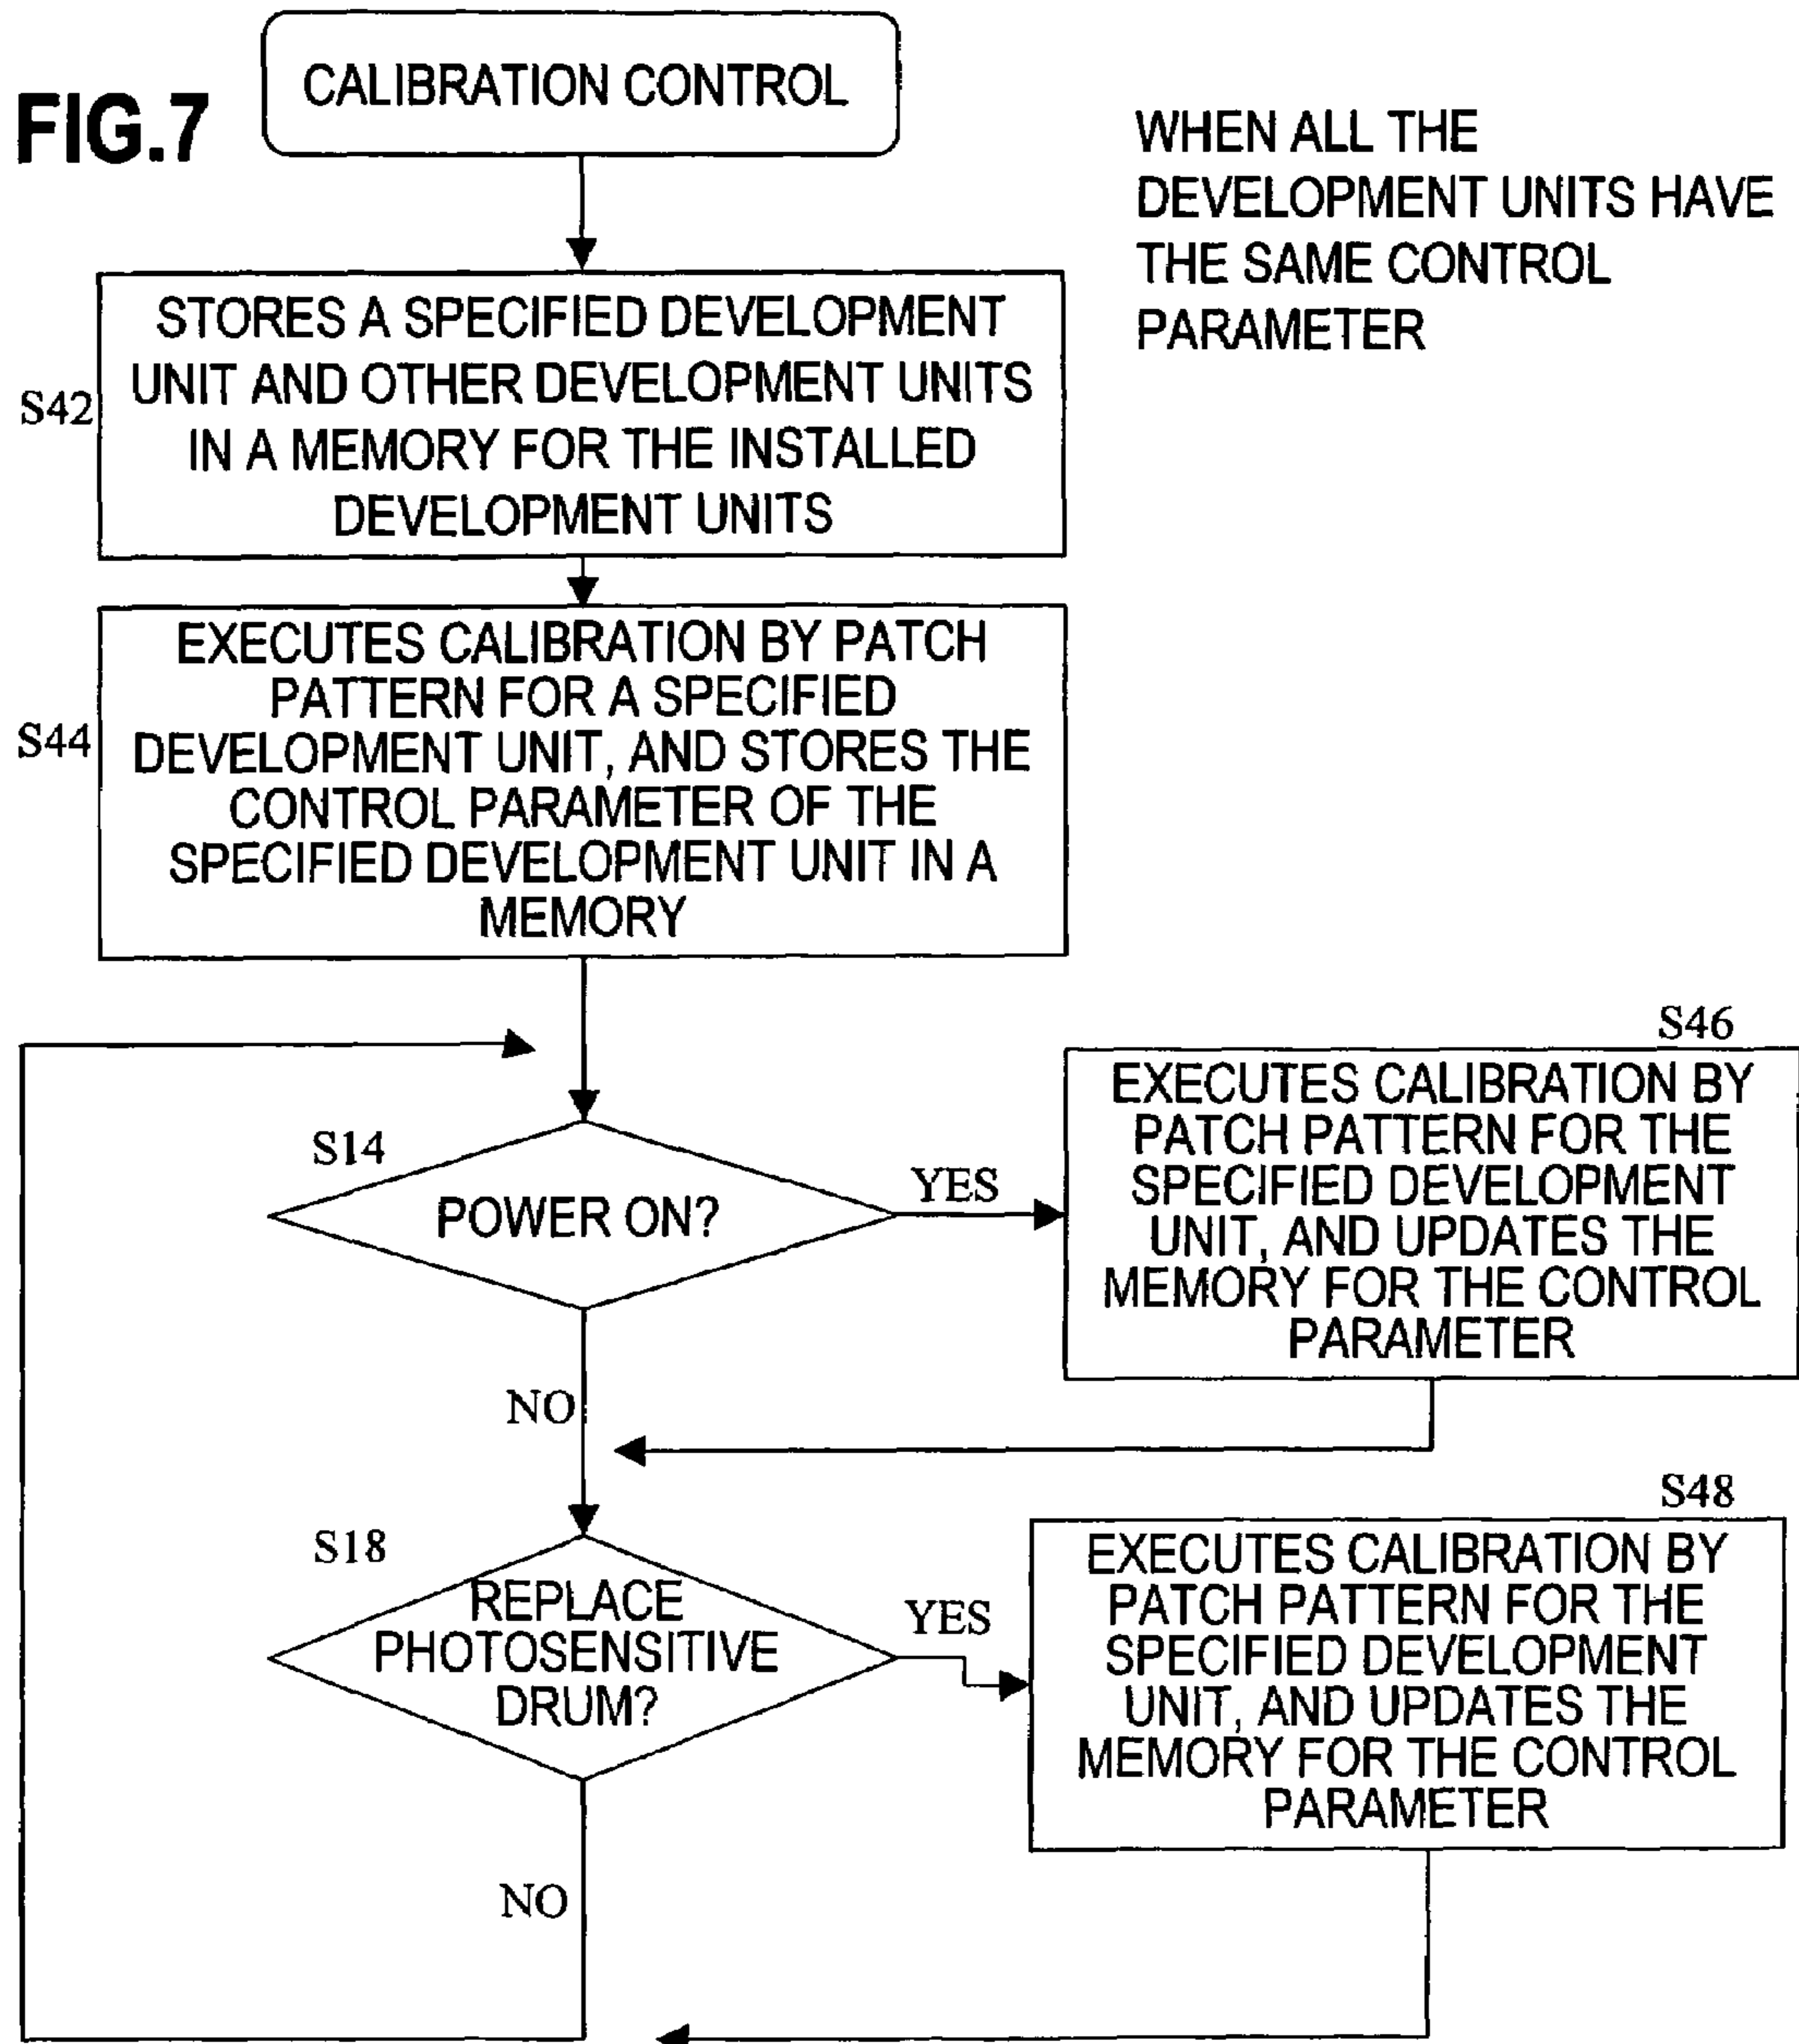 FIG.7
CALIBRATION CONTROL
WHEN ALL THE
DEVELOPMENT UNITS HAVE
THE SAME CONTROL
PARAMETER
S42
STORES A SPECIFIED DEVELOPMENT
UNIT AND OTHER DEVELOPMENT UNITS
IN A MEMORY FOR THE INSTALLED
DEVELOPMENT UNITS
S44
EXECUTES CALIBRATION BY PATCH
PATTERN FOR A SPECIFIED
DEVELOPMENT UNIT, AND STORES THE
CONTROL PARAMETER OF THE
SPECIFIED DEVELOPMENT UNIT IN A
MEMORY
S14
POWER ON?
YES
S46
EXECUTES CALIBRATION BY
PATCH PATTERN FOR THE
SPECIFIED DEVELOPMENT
UNIT, AND UPDATES THE
MEMORY FOR THE CONTROL
PARAMETER
NO
S18
REPLACE
PHOTOSENSITIVE
DRUM?
YES
S48
EXECUTES CALIBRATION BY
PATCH PATTERN FOR THE
SPECIFIED DEVELOPMENT
UNIT, AND UPDATES THE
MEMORY FOR THE CONTROL
PARAMETER
NO